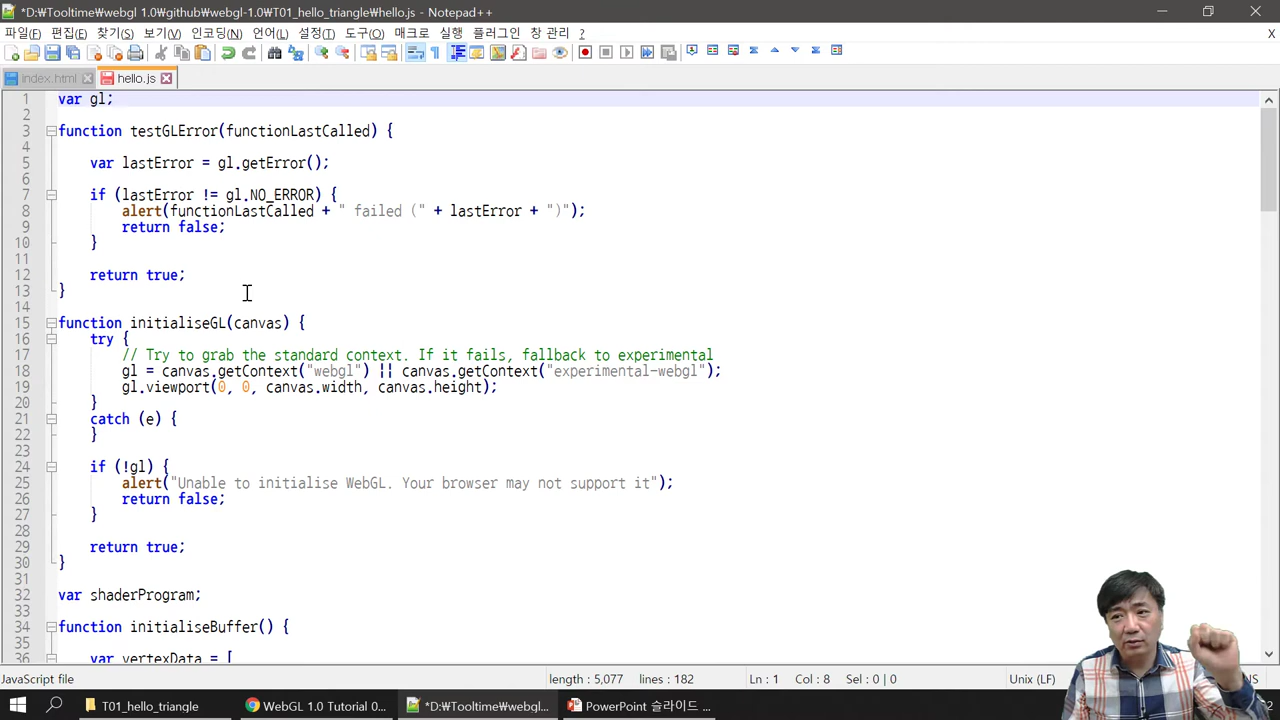 *D:₩Tooltime₩webgl 1.0₩github₩webgl-1.0₩T01_hello_triangle₩hello.js - Notepad++
파일(F) 편집(E) 찾기(S) 보기(V) 인코딩(N) 언어(L) 설정(T) 도구(O) 매크로 실행 플러그인 창 관리 ? X
index.html hello.js
1 var gl;
2
3 function testGLError(functionLastCalled) {
4
5 var lastError = gl.getError();
6
7 if (lastError != gl.NO_ERROR) {
8 alert(functionLastCalled + " failed (" + lastError + ")");
9 return false;
10 }
11
12 return true;
13 }
14
15 function initialiseGL(canvas) {
16 try {
17 // Try to grab the standard context. If it fails, fallback to experimental
18 gl = canvas.getContext("webgl") || canvas.getContext("experimental-webgl");
19 gl.viewport(0, 0, canvas.width, canvas.height);
20 }
21 catch (e) {
22 }
23
24 if (!gl) {
25 alert("Unable to initialise WebGL. Your browser may not support it");
26 return false;
27 }
28
29 return true;
30 }
31
32 var shaderProgram;
33
34 function initialiseBuffer() {
35
36 var vertexData = [
JavaScript file length : 5,077 lines : 182 Ln : 1 Col : 8 Sel : 0 | 0 Unix (LF) NS
T01_hello_triangle WebGL 1.0 Tutorial 0... *D:₩Tooltime₩webgl... PowerPoint 슬라이드 ...